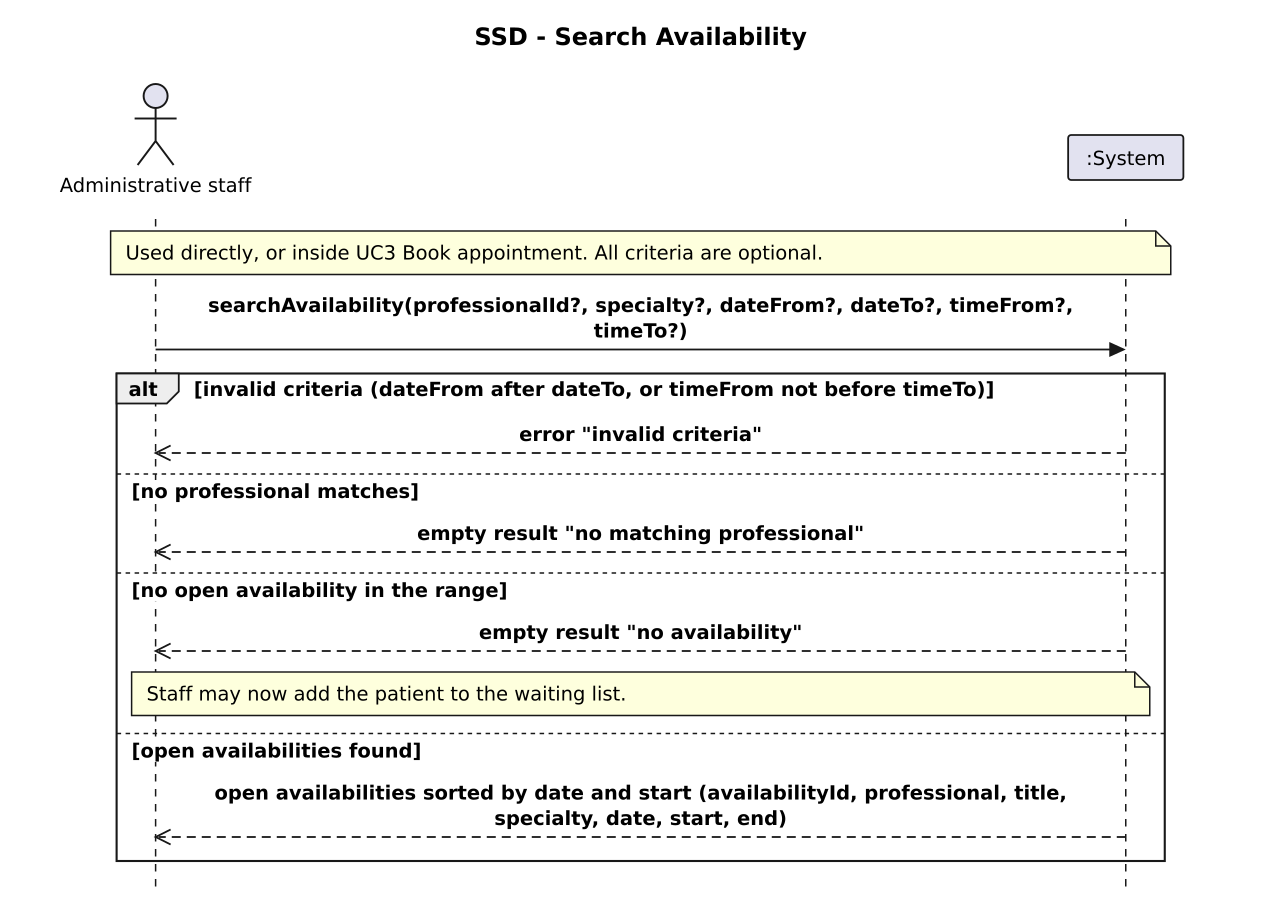 SSD - Search Availability
Administrative staff
:System
Used directly, or inside UC3 Book appointment. All criteria are optional.
searchAvailability(professionalId?, specialty?, dateFrom?, dateTo?, timeFrom?,
timeTo?)
alt
[invalid criteria (dateFrom after dateTo, or timeFrom not before timeTo)]
error "invalid criteria"
[no professional matches]
empty result "no matching professional"
[no open availability in the range]
empty result "no availability"
Staff may now add the patient to the waiting list.
[open availabilities found]
open availabilities sorted by date and start (availabilityId, professional, title,
specialty, date, start, end)